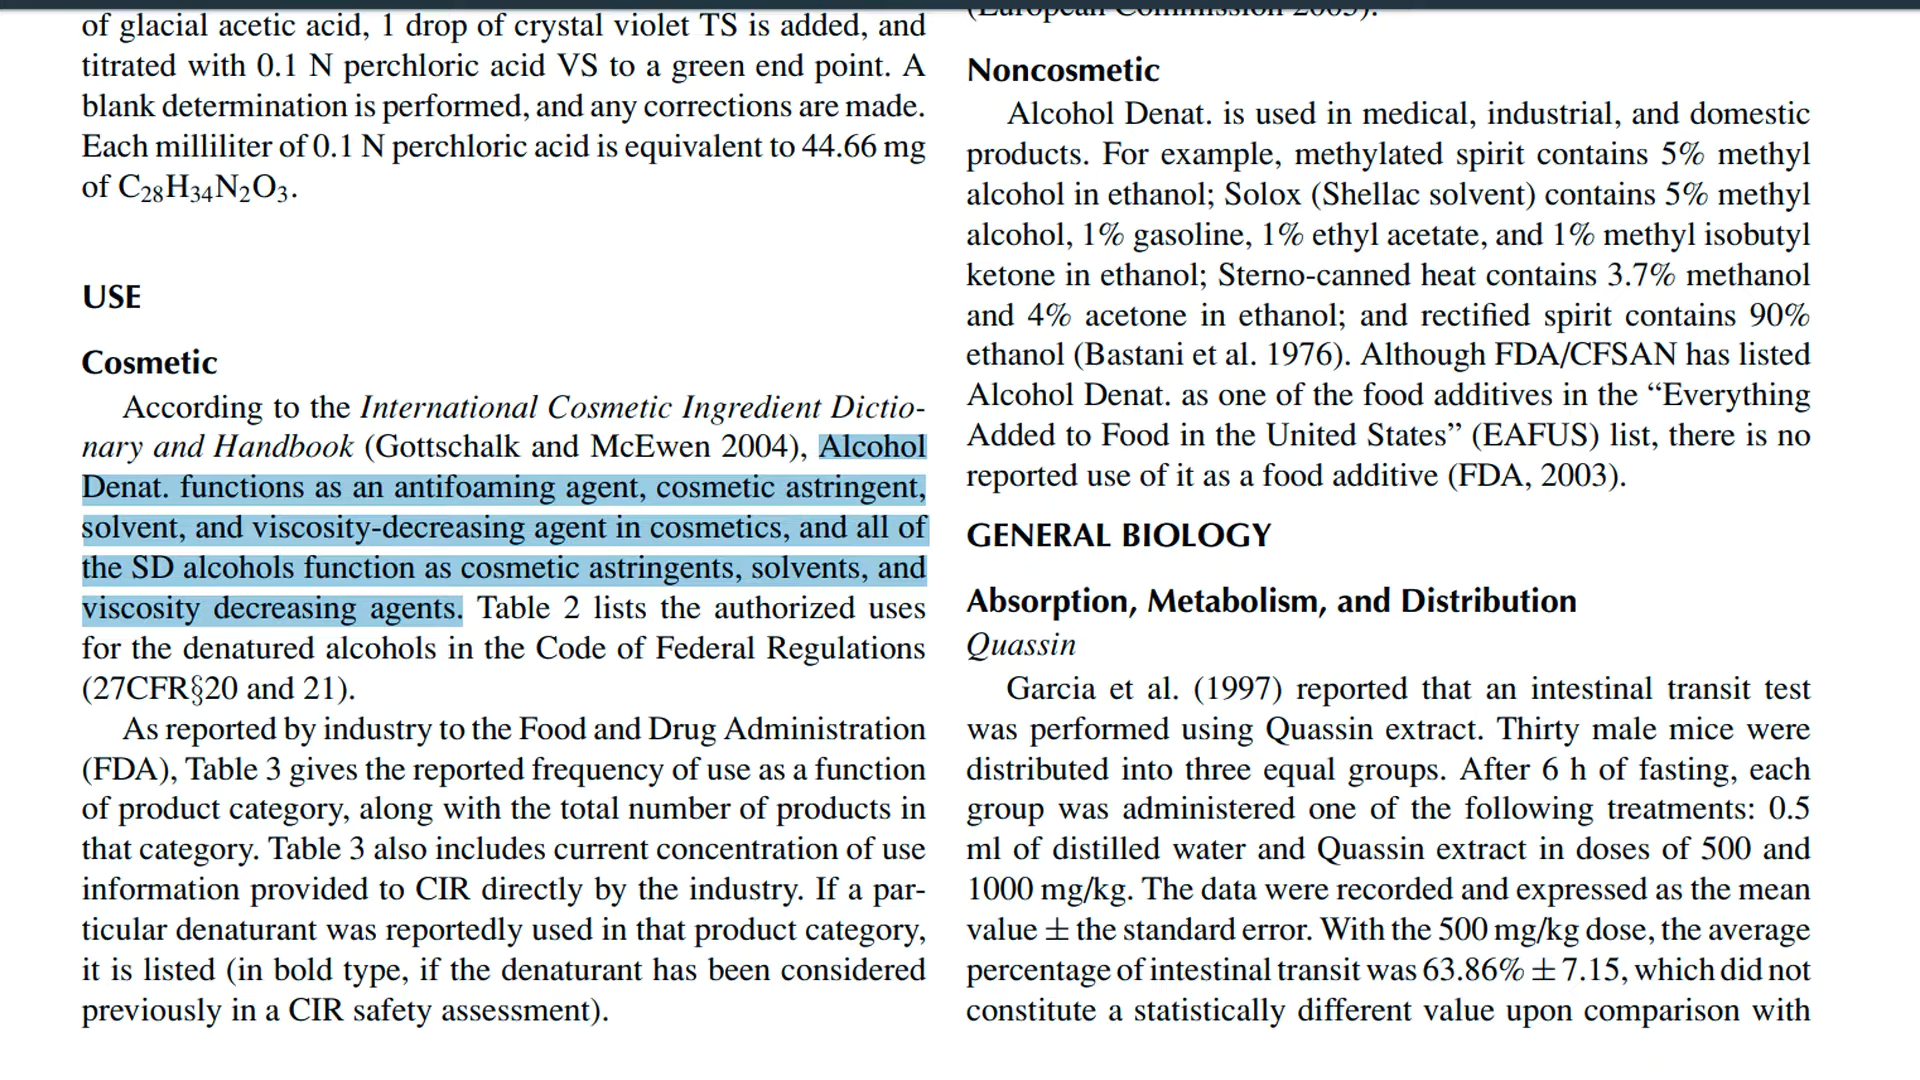 of glacial acetic acid, 1 drop of crystal violet TS is added, and
titrated with 0.1 N perchloric acid VS to a green end point. A
blank determination is performed, and any corrections are made.
Each milliliter of 0.1 N perchloric acid is equivalent to 44.66 mg
of C₂₈H₃₄N₂O₃.
USE
Cosmetic
According to the International Cosmetic Ingredient Dictio-
nary and Handbook (Gottschalk and McEwen 2004), Alcohol
Denat. functions as an antifoaming agent, cosmetic astringent,
solvent, and viscosity-decreasing agent in cosmetics, and all of
the SD alcohols function as cosmetic astringents, solvents, and
viscosity decreasing agents. Table 2 lists the authorized uses
for the denatured alcohols in the Code of Federal Regulations
(27CFR§20 and 21).
As reported by industry to the Food and Drug Administration
(FDA), Table 3 gives the reported frequency of use as a function
of product category, along with the total number of products in
that category. Table 3 also includes current concentration of use
information provided to CIR directly by the industry. If a par-
ticular denaturant was reportedly used in that product category,
it is listed (in bold type, if the denaturant has been considered
previously in a CIR safety assessment).
(European Commission 2003).
Noncosmetic
Alcohol Denat. is used in medical, industrial, and domestic
products. For example, methylated spirit contains 5% methyl
alcohol in ethanol; Solox (Shellac solvent) contains 5% methyl
alcohol, 1% gasoline, 1% ethyl acetate, and 1% methyl isobutyl
ketone in ethanol; Sterno-canned heat contains 3.7% methanol
and 4% acetone in ethanol; and rectified spirit contains 90%
ethanol (Bastani et al. 1976). Although FDA/CFSAN has listed
Alcohol Denat. as one of the food additives in the “Everything
Added to Food in the United States” (EAFUS) list, there is no
reported use of it as a food additive (FDA, 2003).
GENERAL BIOLOGY
Absorption, Metabolism, and Distribution
Quassin
Garcia et al. (1997) reported that an intestinal transit test
was performed using Quassin extract. Thirty male mice were
distributed into three equal groups. After 6 h of fasting, each
group was administered one of the following treatments: 0.5
ml of distilled water and Quassin extract in doses of 500 and
1000 mg/kg. The data were recorded and expressed as the mean
value ± the standard error. With the 500 mg/kg dose, the average
percentage of intestinal transit was 63.86% ± 7.15, which did not
constitute a statistically different value upon comparison with